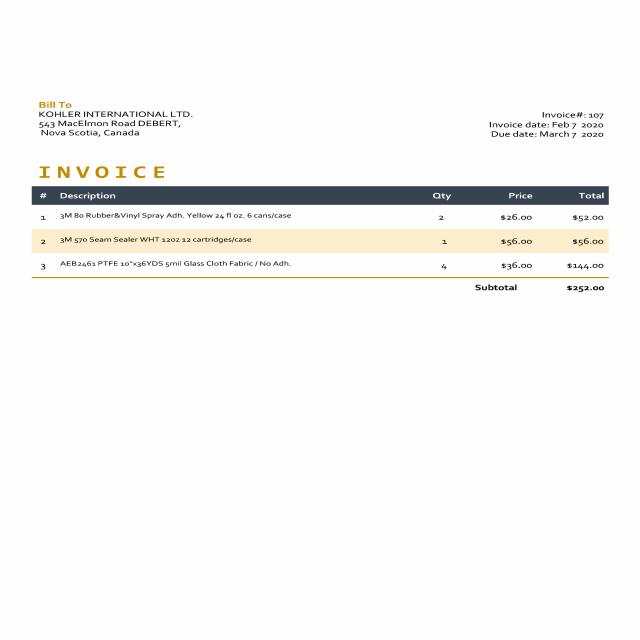 Bill To
KOHLER INTERNATIONAL LTD.
543 MacElmon Road DEBERT,
Nova Scotia, Canada
Invoice#: 107
Invoice date: Feb 7 2020
Due date: March 7 2020
INVOICE
# Description Qty Price Total
1 3M 80 Rubber&Vinyl Spray Adh. Yellow 24 fl oz. 6 cans/case 2 $26.00 $52.00
2 3M 570 Seam Sealer WHT 12oz 12 cartridges/case 1 $56.00 $56.00
3 AEB2461 PTFE 10"x36YDS 5mil Glass Cloth Fabric / No Adh. 4 $36.00 $144.00
Subtotal $252.00